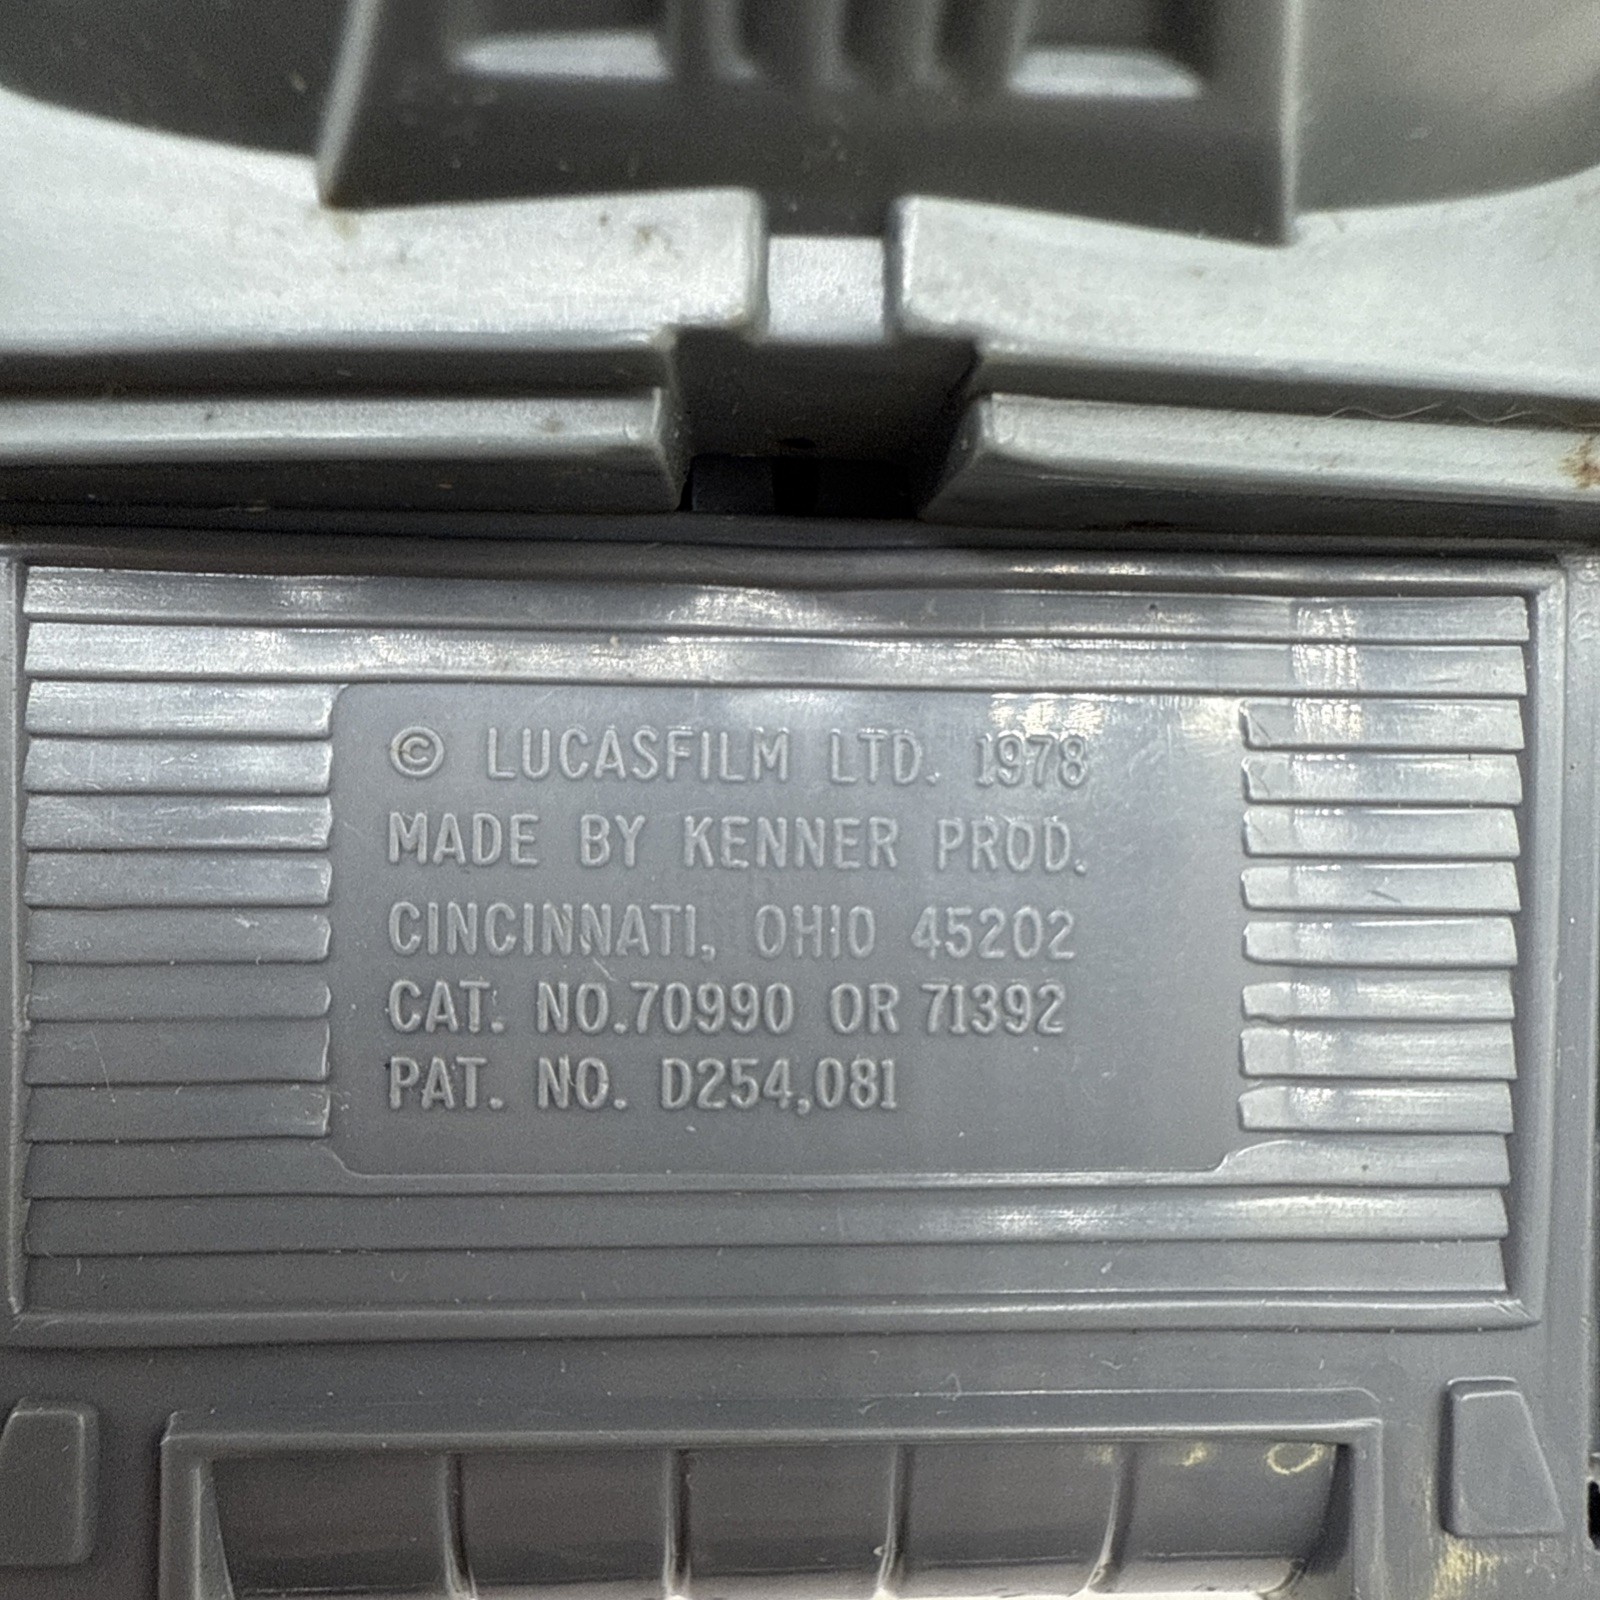 © LUCASFILM LTD. 1978
MADE BY KENNER PROD.
CINCINNATI, OHIO 45202
CAT. NO.70990 OR 71392
PAT. NO. D254,081